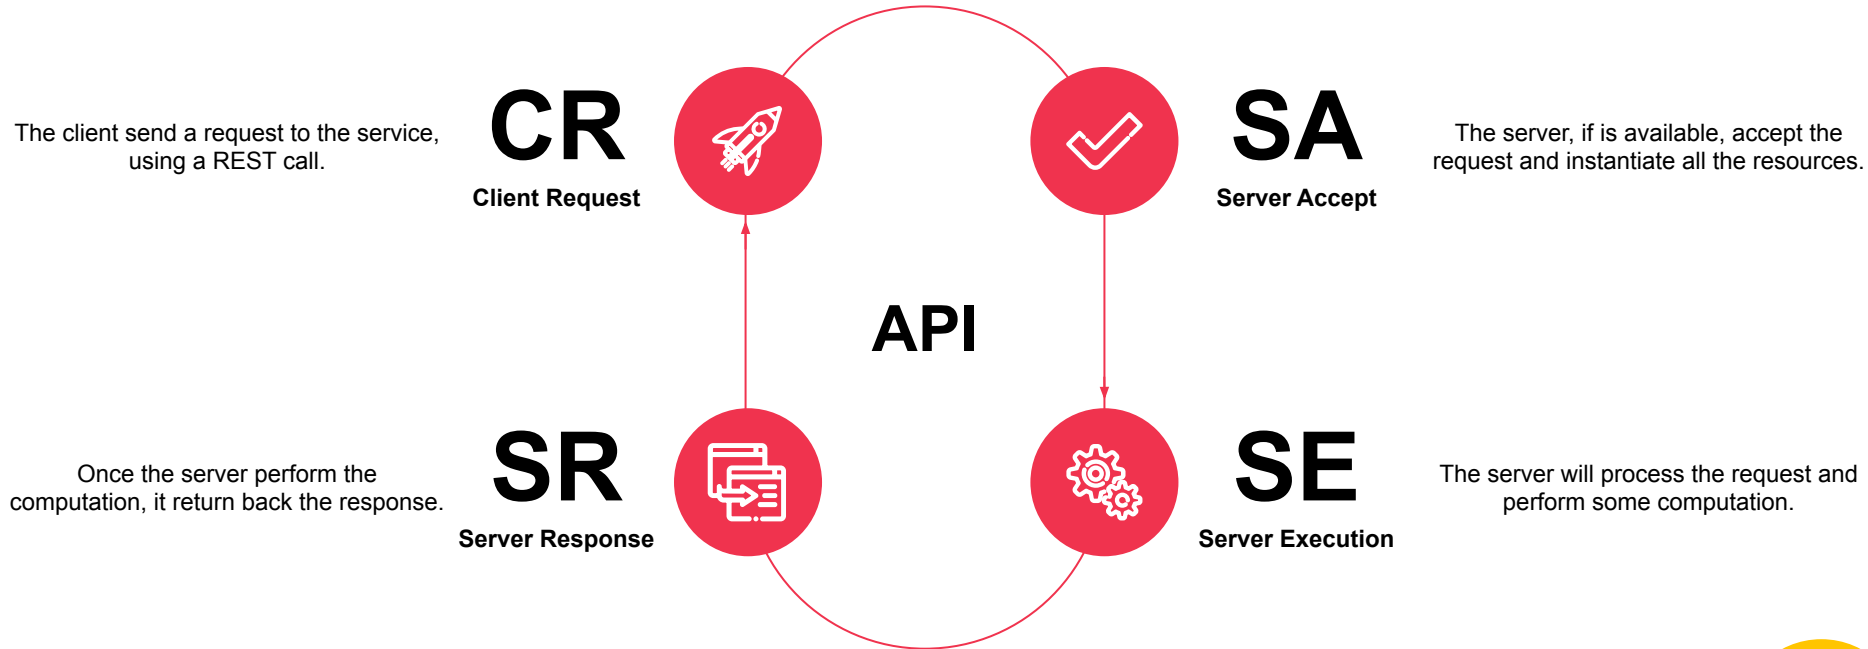 CR
Client Request
The client send a request to the service,
using a REST call.
SA
Server Accept
The server, if is available, accept the
request and instantiate all the resources.
API
SR
Server Response
Once the server perform the
computation, it return back the response.
SE
Server Execution
The server will process the request and
perform some computation.